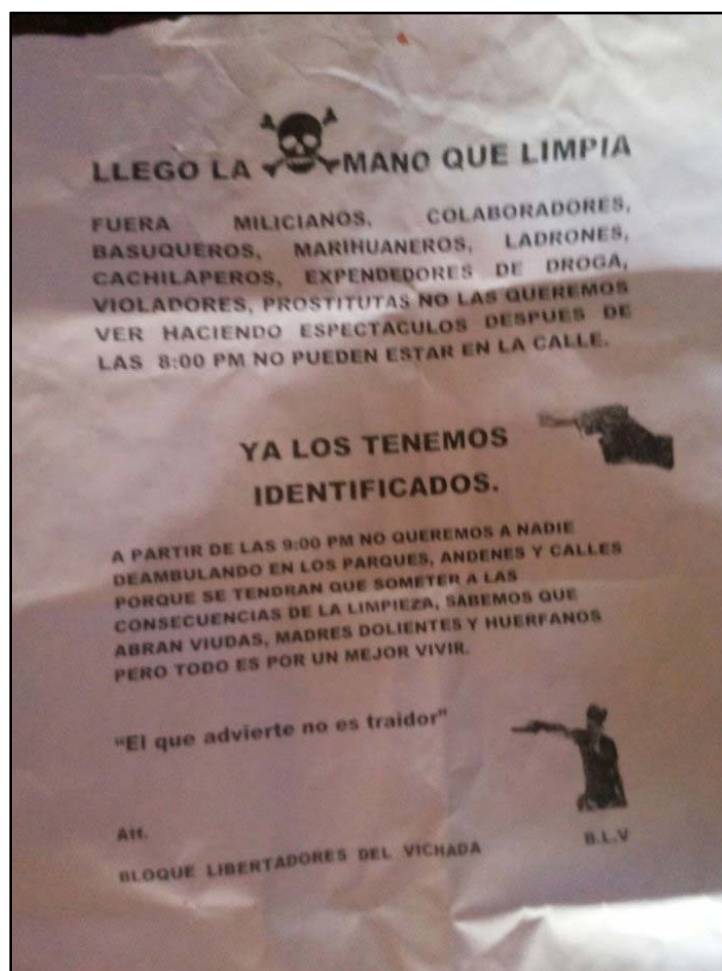 LLEGO LA MANO QUE LIMPIA
FUERA MILICIANOS, COLABORADORES,
BASUQUEROS, MARIHUANEROS, LADRONES,
CACHILAPEROS, EXPENDEDORES DE DROGA,
VIOLADORES, PROSTITUTAS NO LAS QUEREMOS
VER HACIENDO ESPECTACULOS DESPUES DE
LAS 8:00 PM NO PUEDEN ESTAR EN LA CALLE.
YA LOS TENEMOS
IDENTIFICADOS.
A PARTIR DE LAS 9:00 PM NO QUEREMOS A NADIE
DEAMBULANDO EN LOS PARQUES, ANDENES Y CALLES
PORQUE SE TENDRAN QUE SOMETER A LAS
CONSECUENCIAS DE LA LIMPIEZA, SABEMOS QUE
ABRAN VIUDAS, MADRES DOLIENTES Y HUERFANOS
PERO TODO ES POR UN MEJOR VIVIR.
"El que advierte no es traidor"
Att.
BLOQUE LIBERTADORES DEL VICHADA
B.L.V